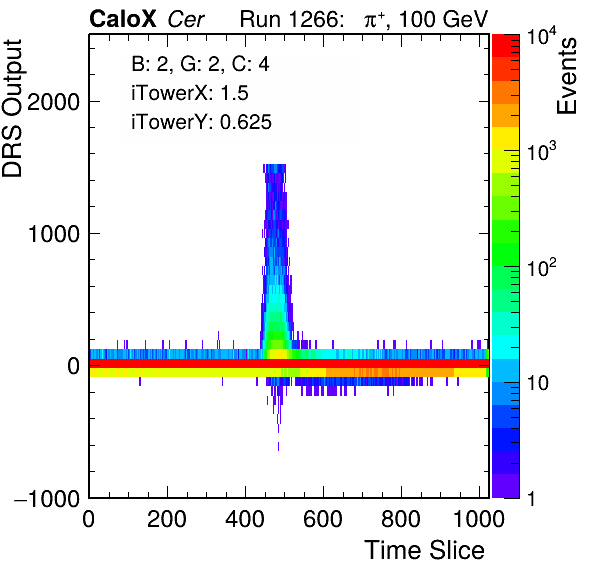 CaloX Cer Run 1266: π⁺, 100 GeV
B: 2, G: 2, C: 4
iTowerX: 1.5
iTowerY: 0.625
DRS Output
2000
1000
0
−1000
0 200 400 600 800 1000
Time Slice
Events
10⁴
10³
10²
10
1